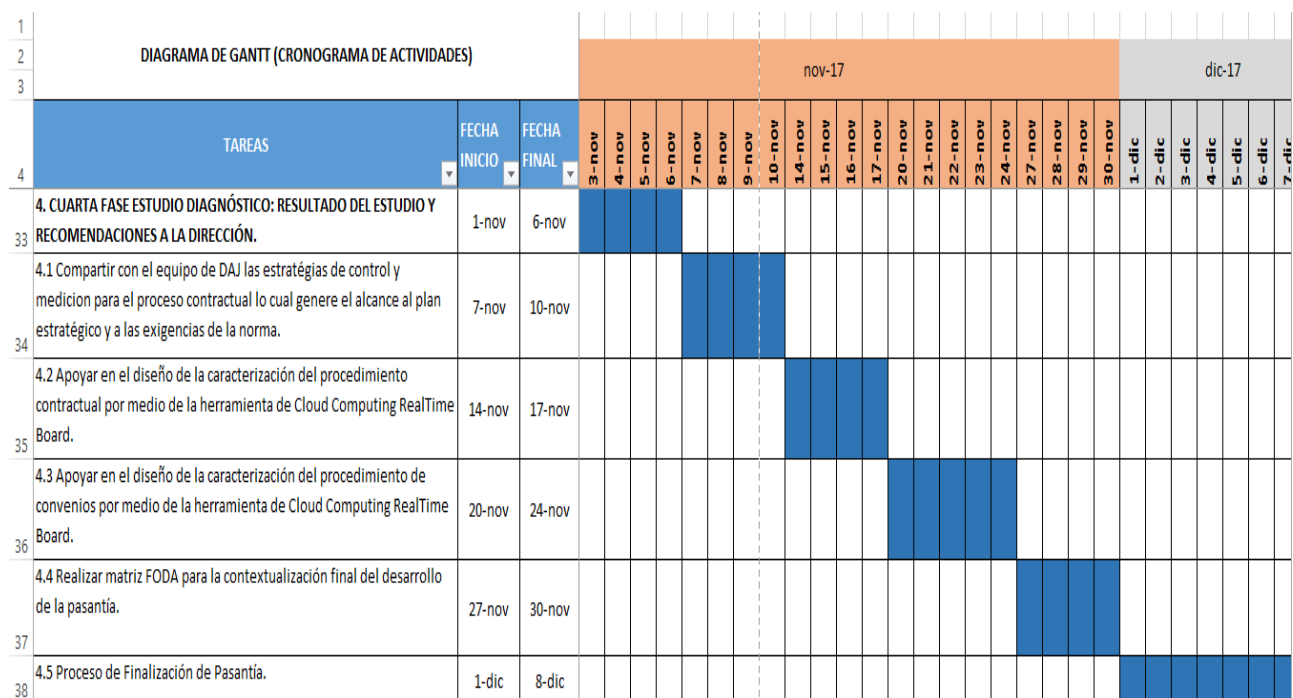 1
2
3
DIAGRAMA DE GANTT (CRONOGRAMA DE ACTIVIDADES)
nov-17
dic-17
4
TAREAS
FECHA
INICIO
FECHA
FINAL
3-nov
4-nov
5-nov
6-nov
7-nov
8-nov
9-nov
10-nov
14-nov
15-nov
16-nov
17-nov
20-nov
21-nov
22-nov
23-nov
24-nov
27-nov
28-nov
29-nov
30-nov
1-dic
2-dic
3-dic
4-dic
5-dic
6-dic
7-dic
33
4. CUARTA FASE ESTUDIO DIAGNÓSTICO: RESULTADO DEL ESTUDIO Y
RECOMENDACIONES A LA DIRECCIÓN.
1-nov
6-nov
34
4.1 Compartir con el equipo de DAJ las estratégias de control y
medicion para el proceso contractual lo cual genere el alcance al plan
estratégico y a las exigencias de la norma.
7-nov
10-nov
35
4.2 Apoyar en el diseño de la caracterización del procedimiento
contractual por medio de la herramienta de Cloud Computing RealTime
Board.
14-nov
17-nov
36
4.3 Apoyar en el diseño de la caracterización del procedimiento de
convenios por medio de la herramienta de Cloud Computing RealTime
Board.
20-nov
24-nov
37
4.4 Realizar matriz FODA para la contextualización final del desarrollo
de la pasantía.
27-nov
30-nov
38
4.5 Proceso de Finalización de Pasantía.
1-dic
8-dic